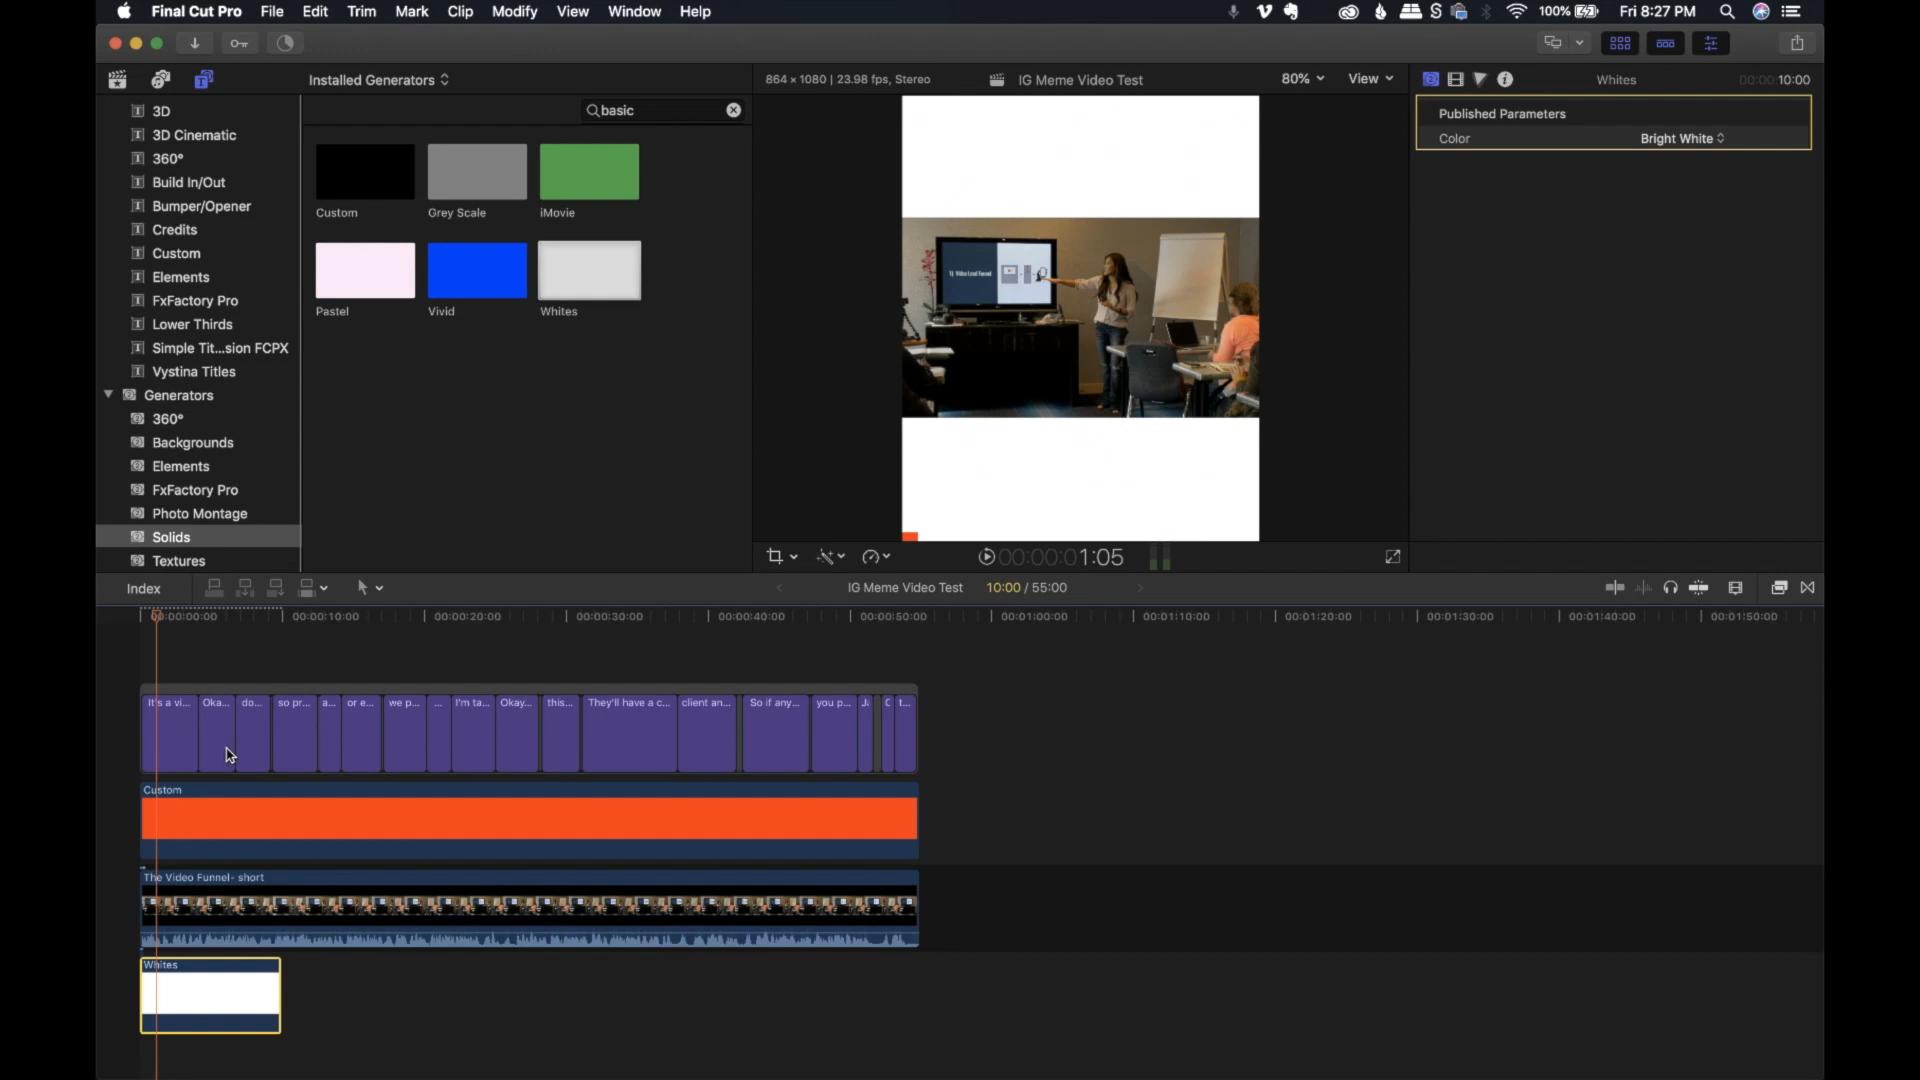 Final Cut Pro File Edit Trim Mark Clip Modify View Window Help
100% Fri 8:27 PM
Installed Generators
864 × 1080 | 23.98 fps, Stereo
IG Meme Video Test
80% View
Whites
00:00:10:00
basic
3D
3D Cinematic
360°
Build In/Out
Bumper/Opener
Credits
Custom
Elements
FxFactory Pro
Lower Thirds
Simple Tit...sion FCPX
Vystina Titles
Generators
360°
Backgrounds
Elements
FxFactory Pro
Photo Montage
Solids
Textures
Custom
Grey Scale
iMovie
Pastel
Vivid
Whites
1) Video Lead Funnel
Published Parameters
Color Bright White
00:00:01:05
Index
IG Meme Video Test 10:00 / 55:00
00:00:00:00 00:00:10:00 00:00:20:00 00:00:30:00 00:00:40:00 00:00:50:00 00:01:00:00 00:01:10:00 00:01:20:00 00:01:30:00 00:01:40:00 00:01:50:00
It's a vi... Oka... do... so pr... a... or e... we p... ... I'm ta... Okay... this... They'll have a c... client an... So if any... you p... t...
Custom
The Video Funnel- short
Whites